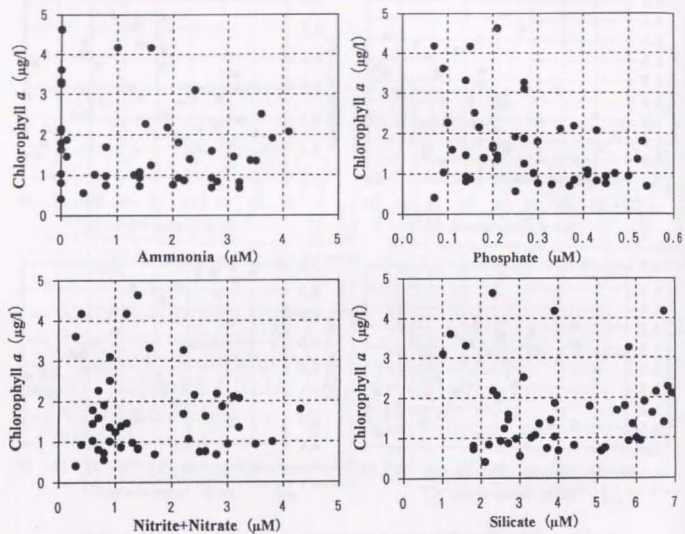 Chlorophyll a (μg/l)
5
4
3
2
1
0
0 1 2 3 4 5
Ammnonia (μM)
Chlorophyll a (μg/l)
5
4
3
2
1
0
0.0 0.1 0.2 0.3 0.4 0.5 0.6
Phosphate (μM)
Chlorophyll a (μg/l)
5
4
3
2
1
0
0 1 2 3 4 5
Nitrite+Nitrate (μM)
Chlorophyll a (μg/l)
5
4
3
2
1
0
0 1 2 3 4 5 6 7
Silicate (μM)